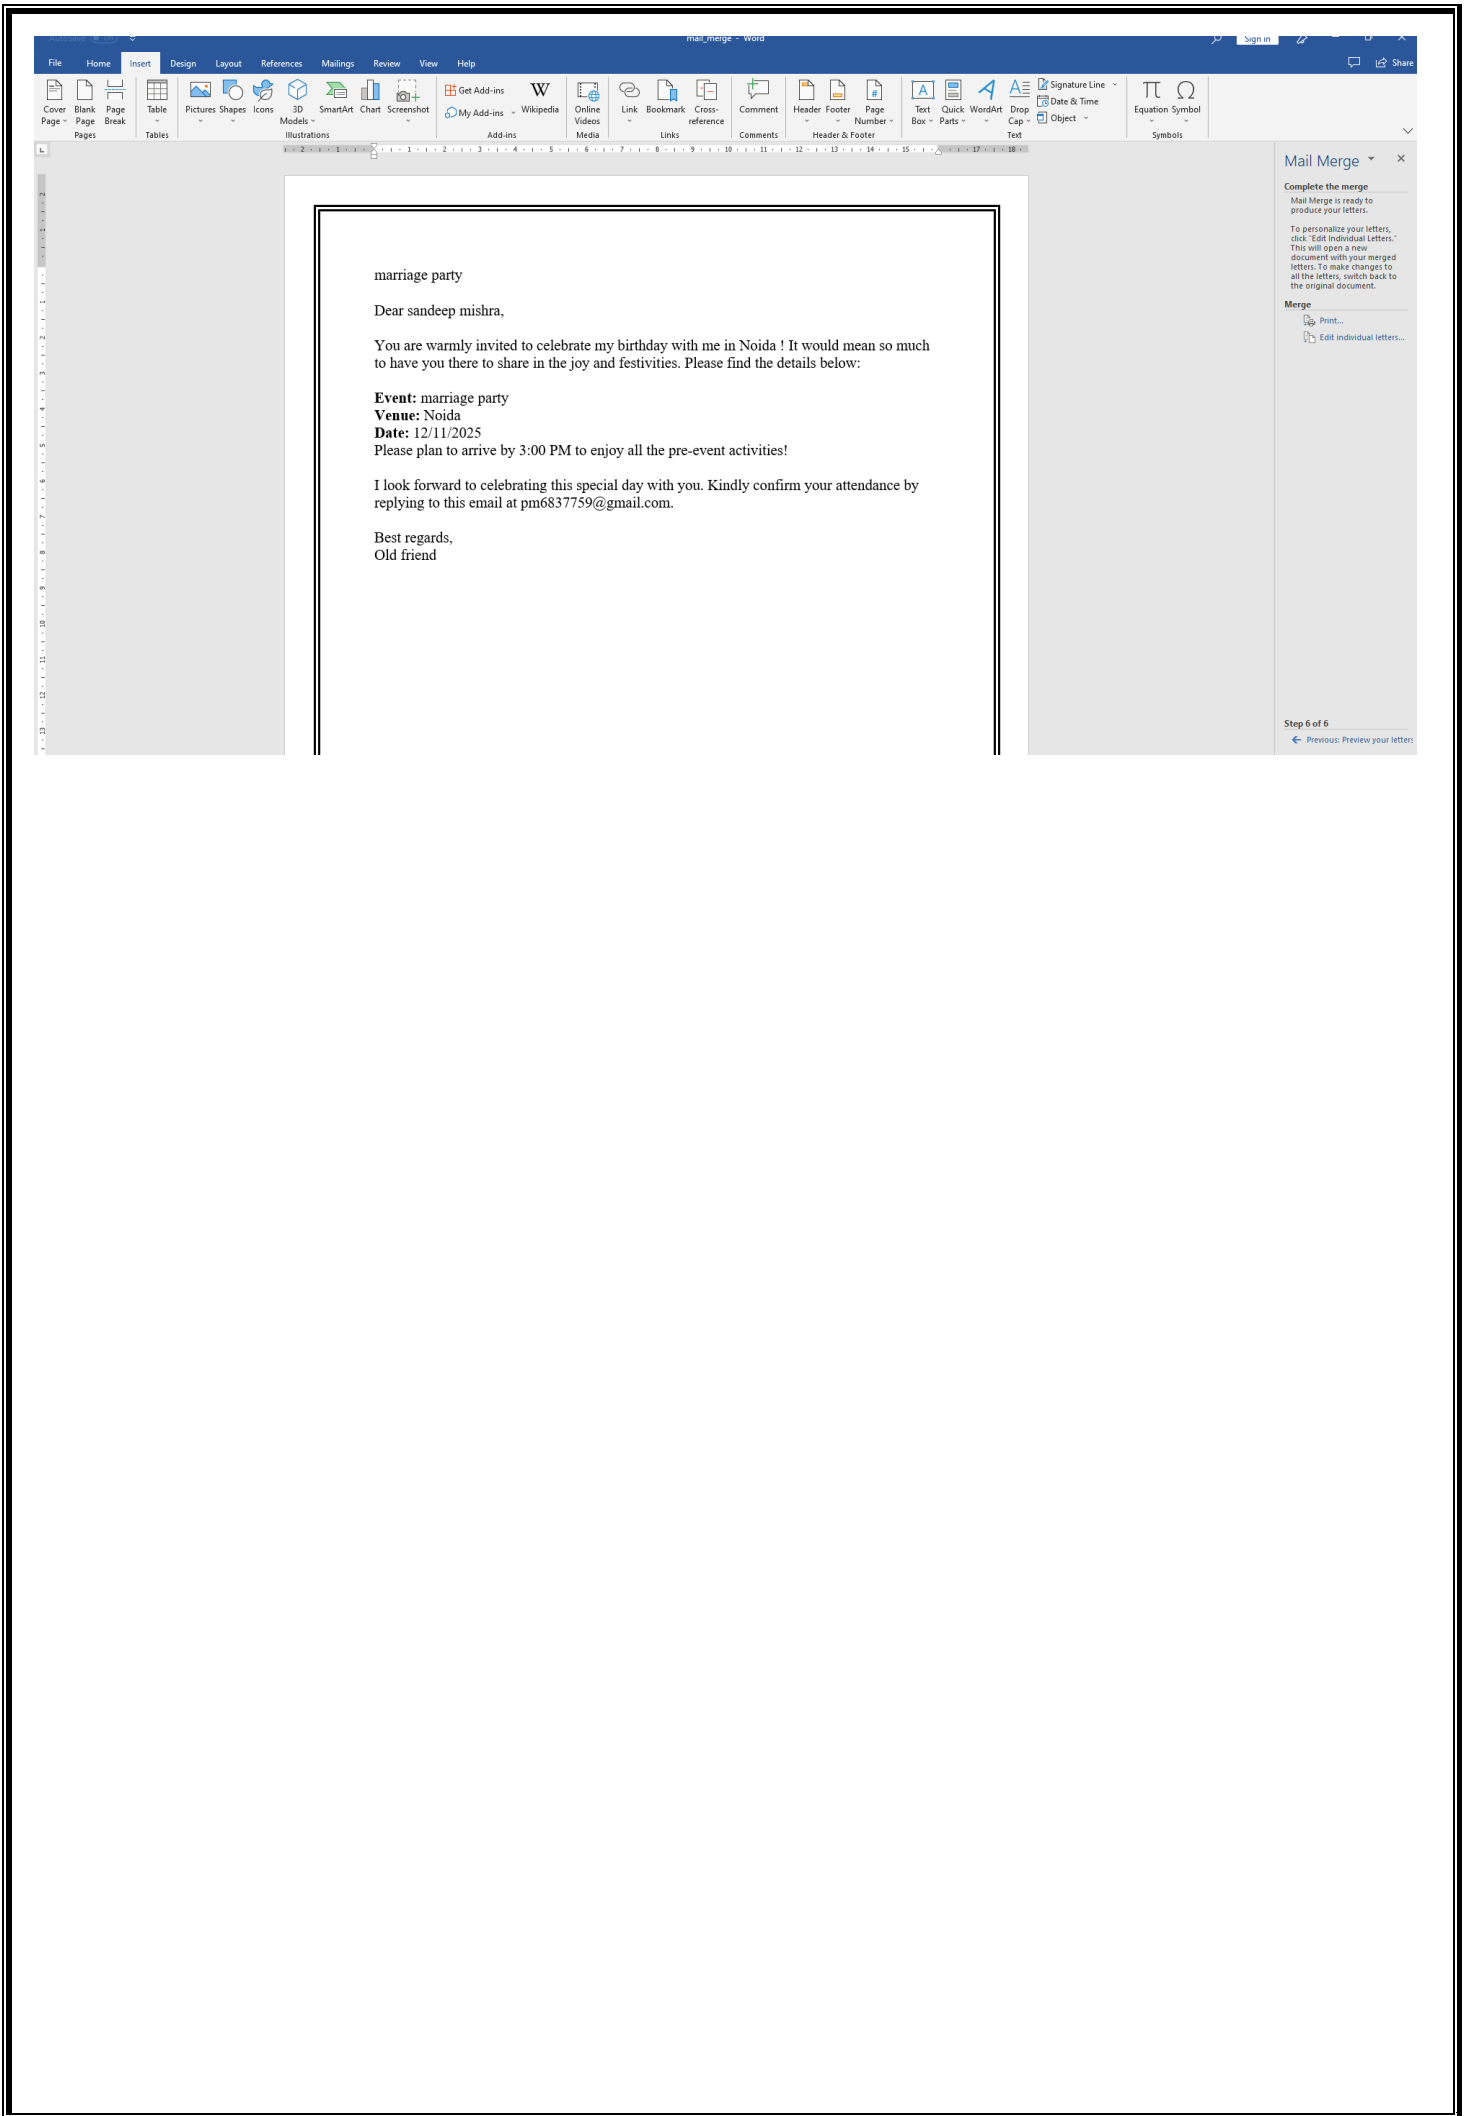 AutoSave
mail_merge - Word
Sign in
File Home Insert Design Layout References Mailings Review View Help
Share
Cover Page
Blank Page
Page Break
Pages
Table
Tables
Pictures
Shapes
Icons
3D Models
SmartArt
Chart
Screenshot
Illustrations
Get Add-ins
My Add-ins
Wikipedia
Add-ins
Online Videos
Media
Link
Bookmark
Cross-reference
Links
Comment
Comments
Header
Footer
Page Number
Header & Footer
Text Box
Quick Parts
WordArt
Drop Cap
Signature Line
Date & Time
Object
Text
Equation
Symbol
Symbols
marriage party
Dear sandeep mishra,
You are warmly invited to celebrate my birthday with me in Noida ! It would mean so much
to have you there to share in the joy and festivities. Please find the details below:
Event: marriage party
Venue: Noida
Date: 12/11/2025
Please plan to arrive by 3:00 PM to enjoy all the pre-event activities!
I look forward to celebrating this special day with you. Kindly confirm your attendance by
replying to this email at pm6837759@gmail.com.
Best regards,
Old friend
Mail Merge
Complete the merge
Mail Merge is ready to
produce your letters.
To personalize your letters,
click "Edit Individual Letters."
This will open a new
document with your merged
letters. To make changes to
all the letters, switch back to
the original document.
Merge
Print...
Edit individual letters...
Step 6 of 6
Previous: Preview your letters